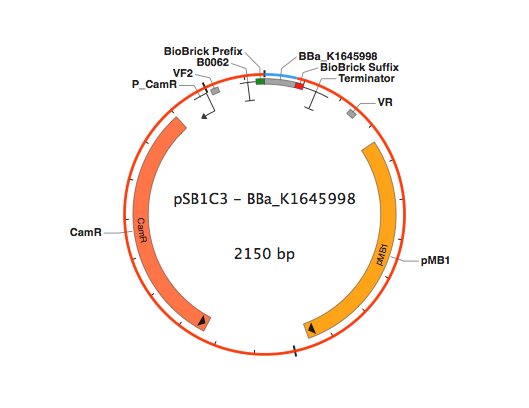 BioBrick Prefix
B0062
VF2
P_CamR
BBa_K1645998
BioBrick Suffix
Terminator
VR
pSB1C3 – BBa_K1645998
CamR
CamR
2150 bp
pMB1
pMB1